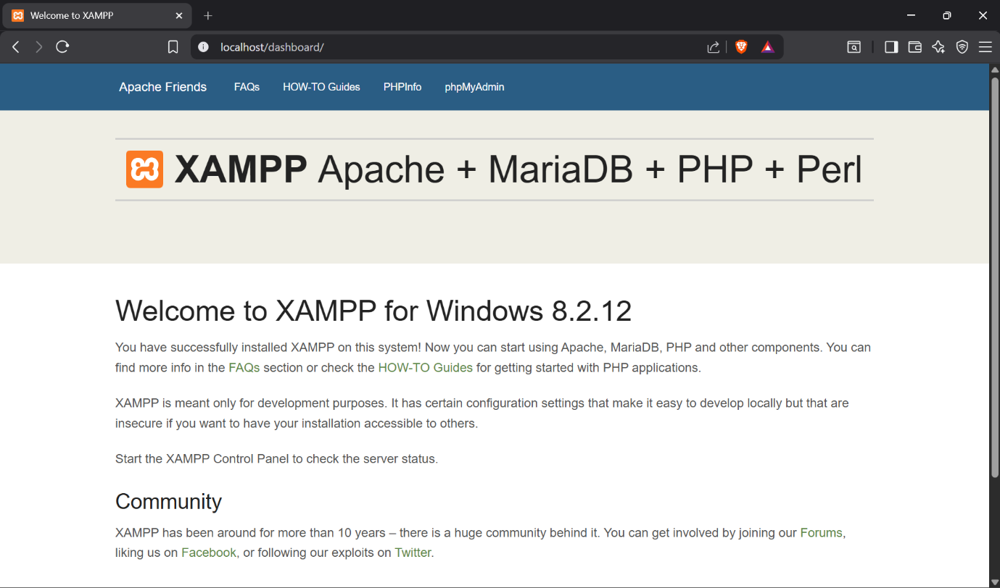 Welcome to XAMPP
localhost/dashboard/
Apache Friends FAQs HOW-TO Guides PHPInfo phpMyAdmin
XAMPP Apache + MariaDB + PHP + Perl
Welcome to XAMPP for Windows 8.2.12
You have successfully installed XAMPP on this system! Now you can start using Apache, MariaDB, PHP and other components. You can
find more info in the FAQs section or check the HOW-TO Guides for getting started with PHP applications.
XAMPP is meant only for development purposes. It has certain configuration settings that make it easy to develop locally but that are
insecure if you want to have your installation accessible to others.
Start the XAMPP Control Panel to check the server status.
Community
XAMPP has been around for more than 10 years – there is a huge community behind it. You can get involved by joining our Forums,
liking us on Facebook, or following our exploits on Twitter.